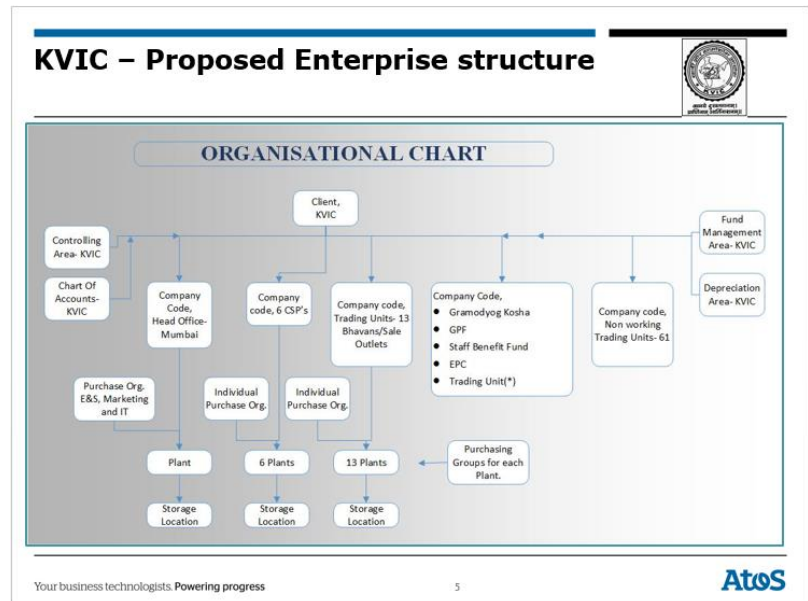 KVIC – Proposed Enterprise structure
KVIC
ORGANISATIONAL CHART
Client,
KVIC
Controlling
Area- KVIC
Chart Of
Accounts-
KVIC
Fund
Management
Area- KVIC
Depreciation
Area- KVIC
Company
Code,
Head Office-
Mumbai
Company
code, 6 CSP's
Company code,
Trading Units- 13
Bhavans/Sale
Outlets
Company Code,
● Gramodyog Kosha
● GPF
● Staff Benefit Fund
● EPC
● Trading Unit(*)
Company code,
Non working
Trading Units- 61
Purchase Org.
E&S, Marketing
and IT
Individual
Purchase Org.
Individual
Purchase Org.
Plant
6 Plants
13 Plants
Purchasing
Groups for each
Plant.
Storage
Location
Storage
Location
Storage
Location
Your business technologists. Powering progress
5
Atos